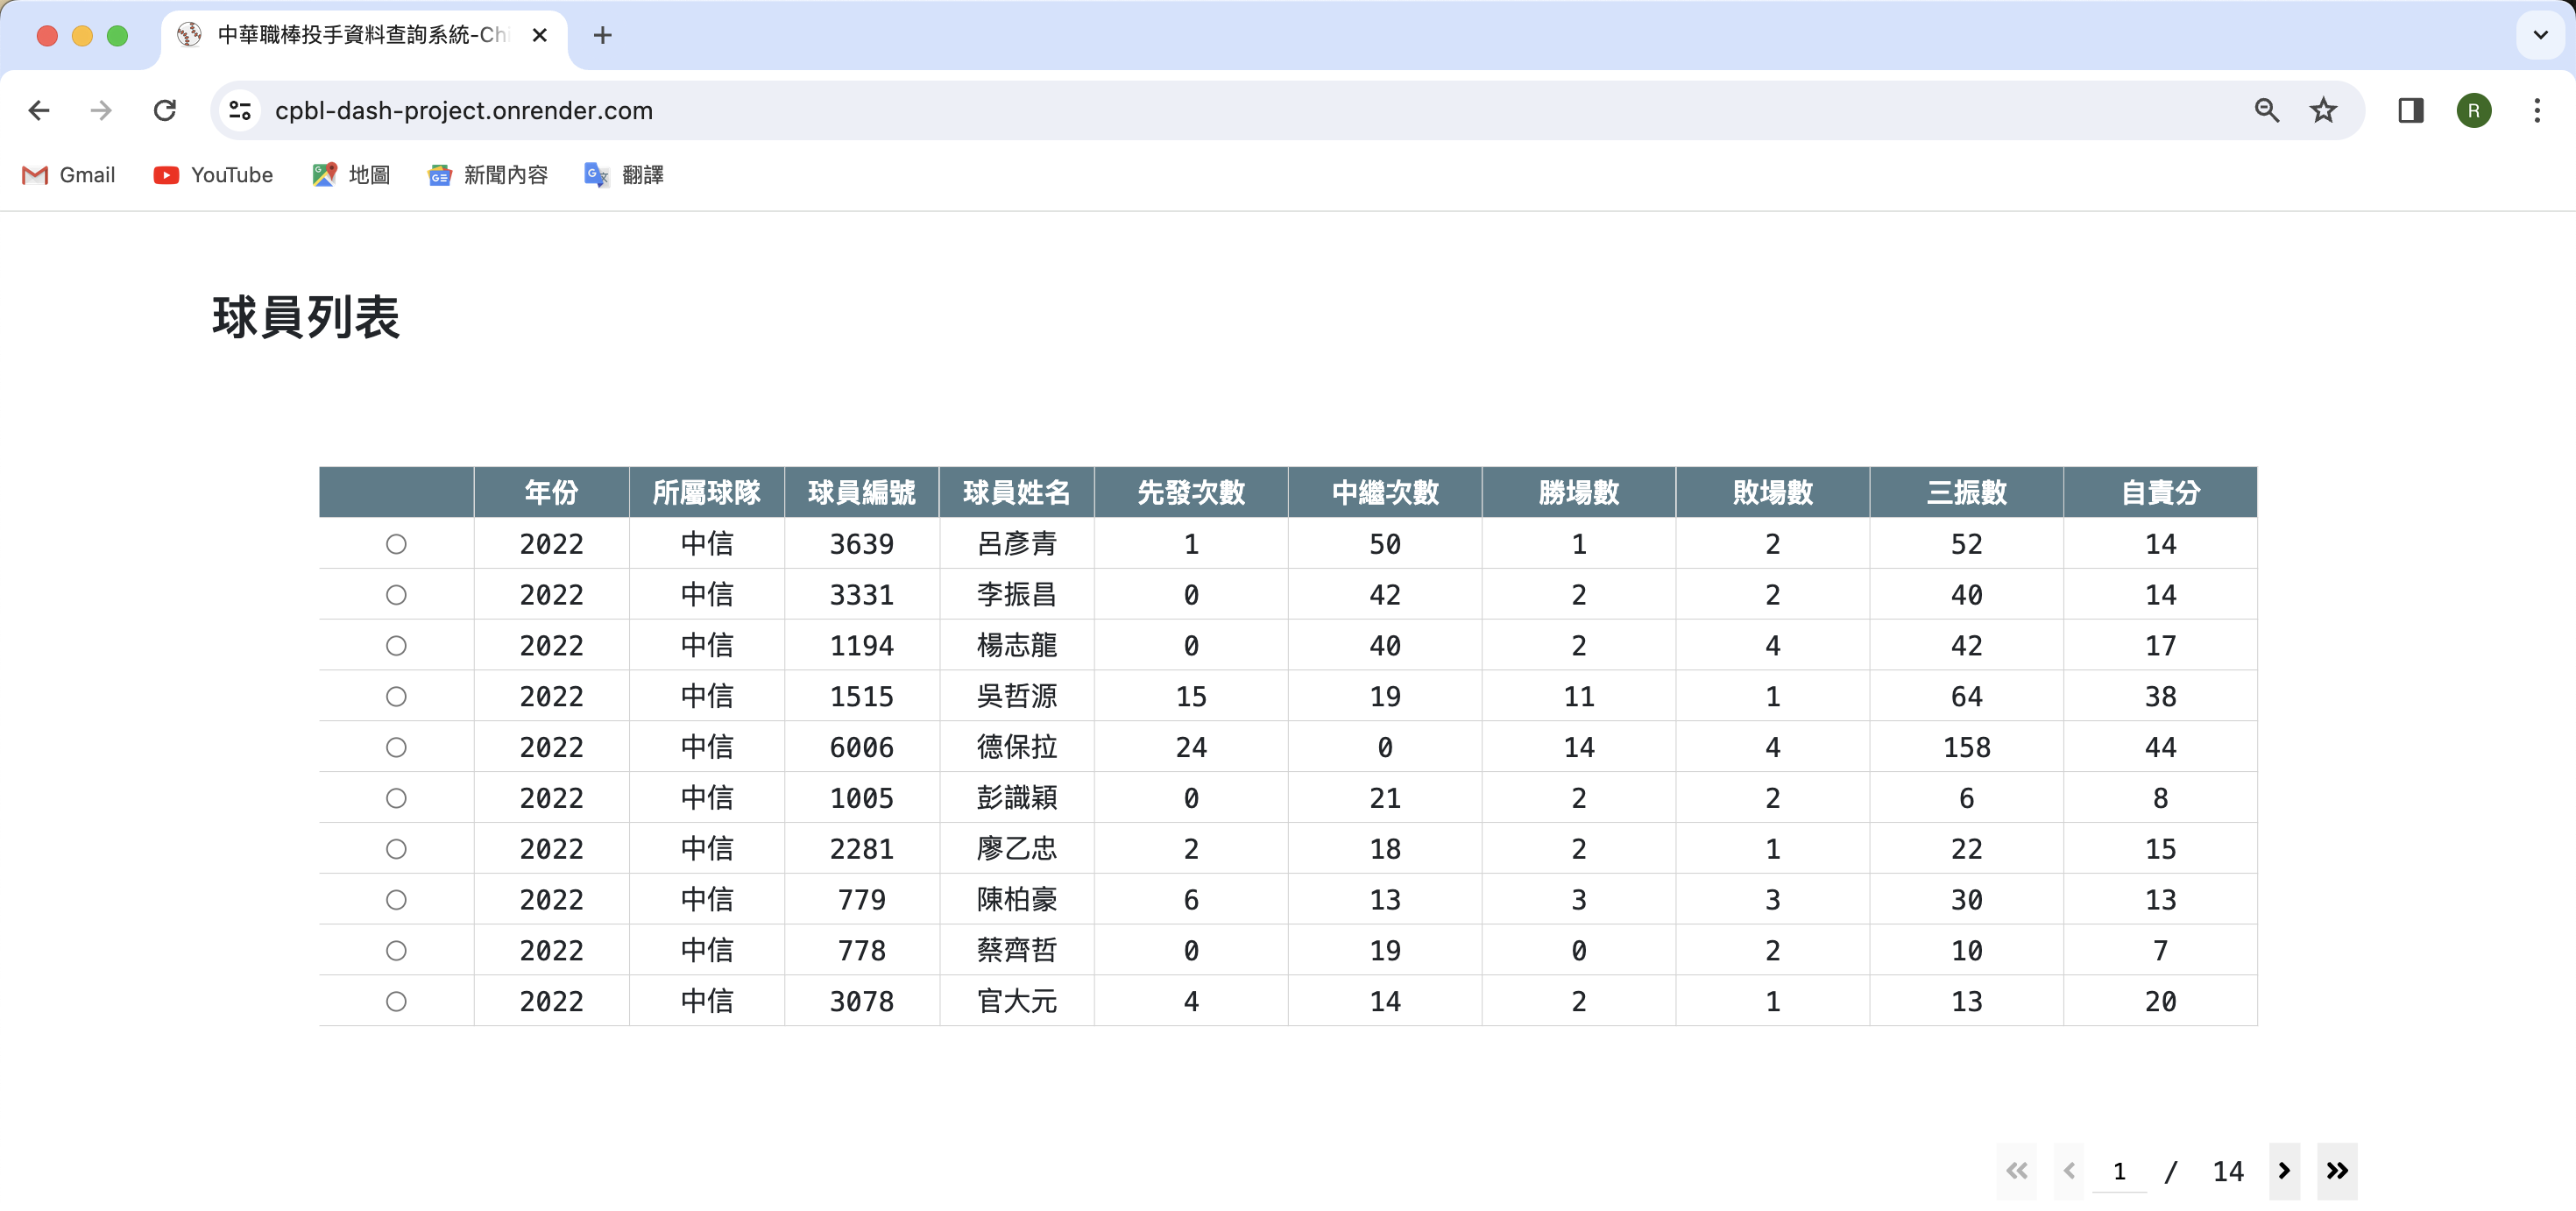 中華職棒投手資料查詢系統-Chi
cpbl-dash-project.onrender.com
R
Gmail YouTube 地圖 新聞內容 翻譯
球員列表
年份 所屬球隊 球員編號 球員姓名 先發次數 中繼次數 勝場數 敗場數 三振數 自責分
2022 中信 3639 呂彥青 1 50 1 2 52 14
2022 中信 3331 李振昌 0 42 2 2 40 14
2022 中信 1194 楊志龍 0 40 2 4 42 17
2022 中信 1515 吳哲源 15 19 11 1 64 38
2022 中信 6006 德保拉 24 0 14 4 158 44
2022 中信 1005 彭識穎 0 21 2 2 6 8
2022 中信 2281 廖乙忠 2 18 2 1 22 15
2022 中信 779 陳柏豪 6 13 3 3 30 13
2022 中信 778 蔡齊哲 0 19 0 2 10 7
2022 中信 3078 官大元 4 14 2 1 13 20
1 / 14